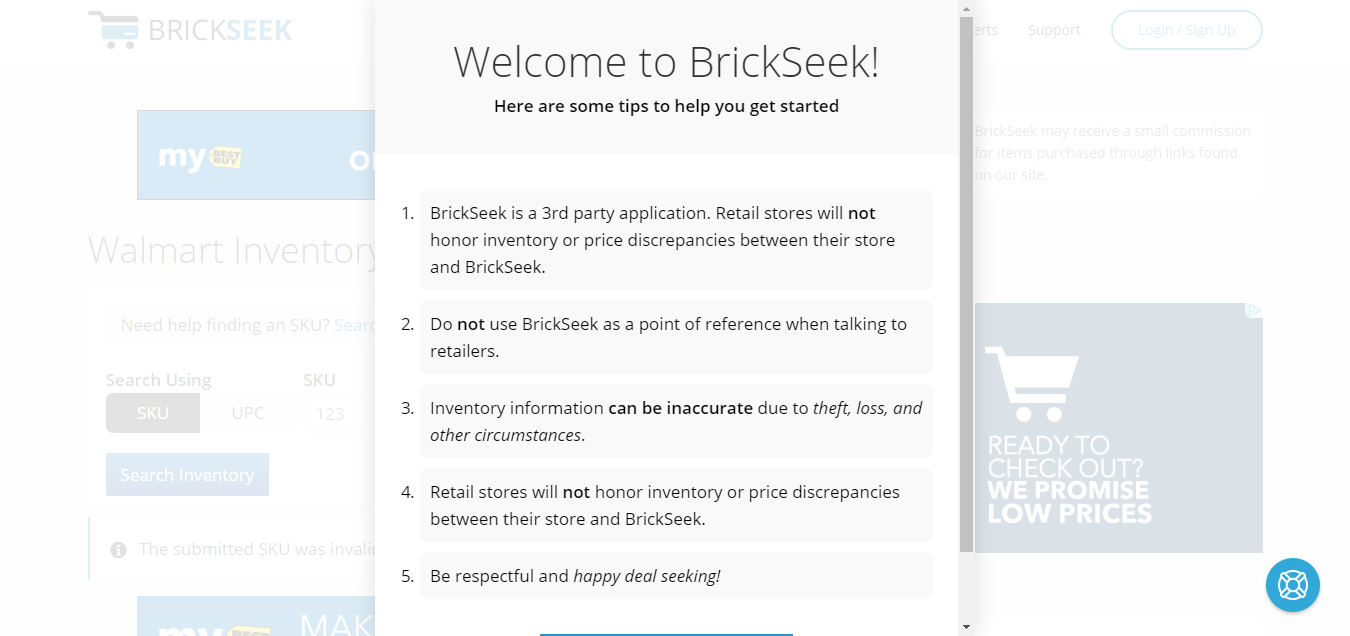 BRICKSEEK
erts
Support
Login / Sign Up
Welcome to BrickSeek!
Here are some tips to help you get started
my BEST BUY
BrickSeek may receive a small commission
for items purchased through links found
on our site.
1. BrickSeek is a 3rd party application. Retail stores will not
honor inventory or price discrepancies between their store
and BrickSeek.
2. Do not use BrickSeek as a point of reference when talking to
retailers.
3. Inventory information can be inaccurate due to theft, loss, and
other circumstances.
4. Retail stores will not honor inventory or price discrepancies
between their store and BrickSeek.
5. Be respectful and happy deal seeking!
Walmart Inventory
Need help finding an SKU? Searc
Search Using
SKU
SKU
UPC
123
Search Inventory
The submitted SKU was invalid
my BEST BUY
MAK
READY TO
CHECK OUT?
WE PROMISE
LOW PRICES